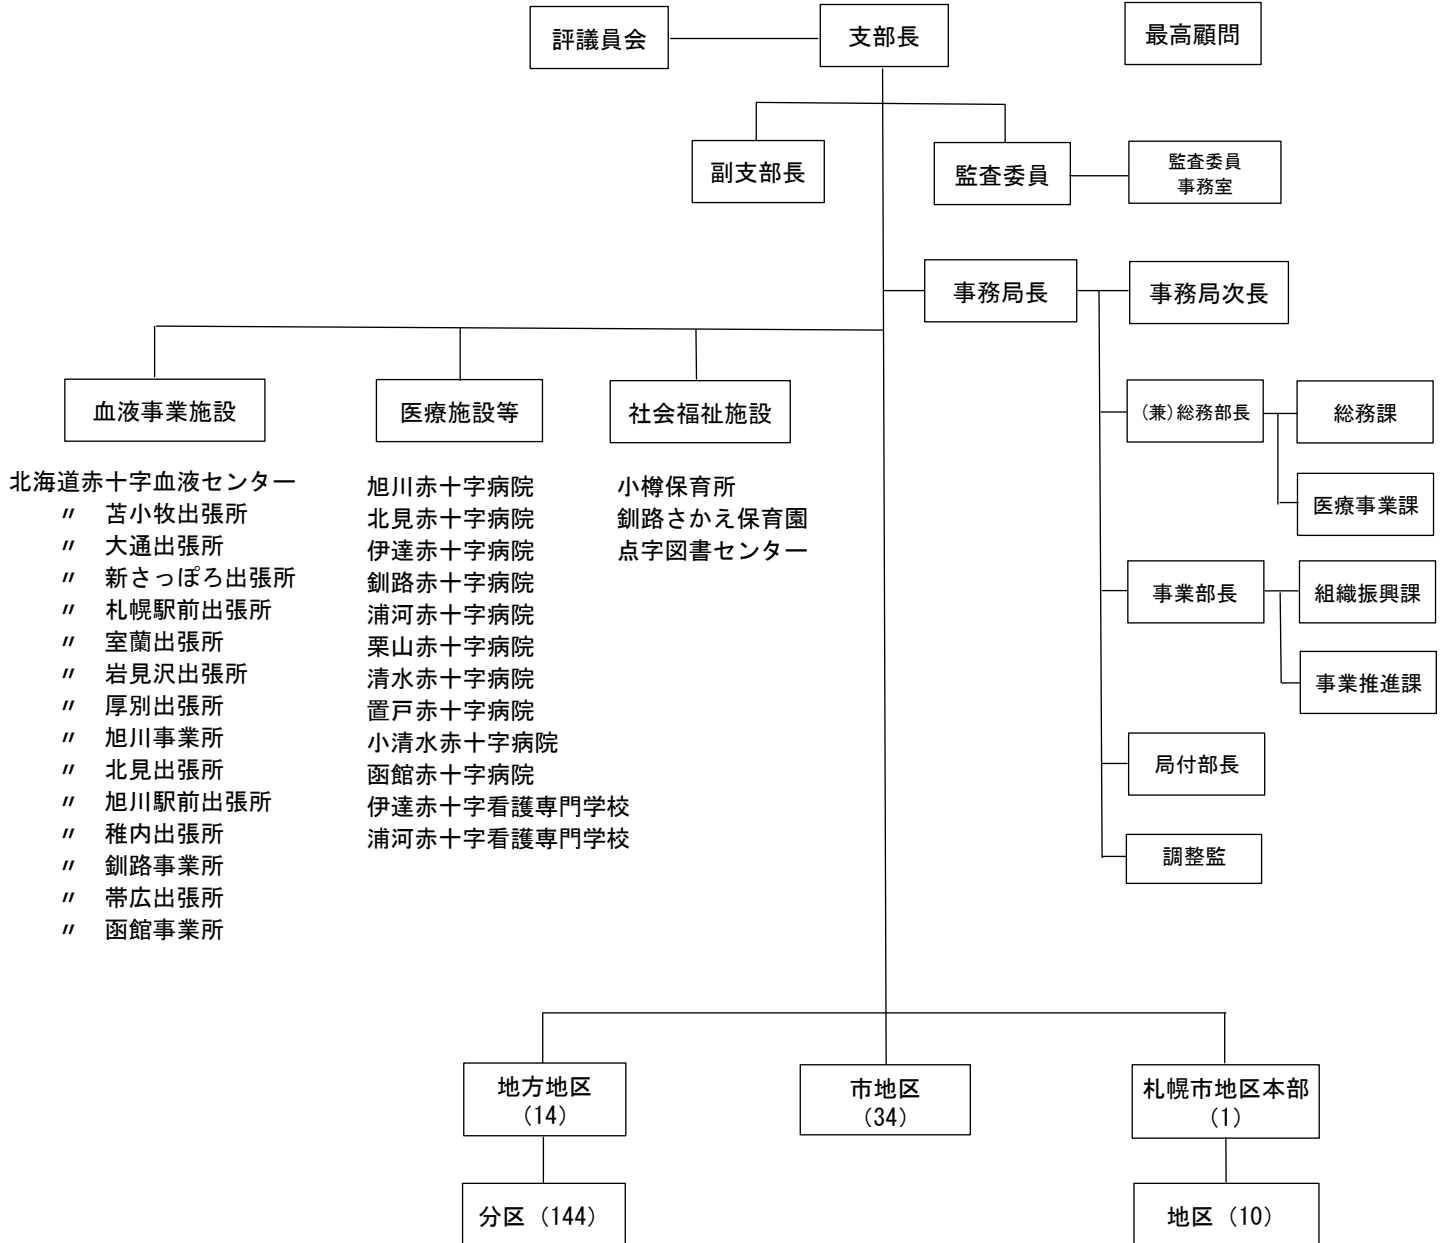 評議員会
支部長
最高顧問
副支部長
監査委員
監査委員
事務室
事務局長
事務局次長
血液事業施設
医療施設等
社会福祉施設
(兼)総務部長
総務課
医療事業課
事業部長
組織振興課
事業推進課
局付部長
調整監
北海道赤十字血液センター
〃 苫小牧出張所
〃 大通出張所
〃 新さっぽろ出張所
〃 札幌駅前出張所
〃 室蘭出張所
〃 岩見沢出張所
〃 厚別出張所
〃 旭川事業所
〃 北見出張所
〃 旭川駅前出張所
〃 稚内出張所
〃 釧路事業所
〃 帯広出張所
〃 函館事業所
旭川赤十字病院
北見赤十字病院
伊達赤十字病院
釧路赤十字病院
浦河赤十字病院
栗山赤十字病院
清水赤十字病院
置戸赤十字病院
小清水赤十字病院
函館赤十字病院
伊達赤十字看護専門学校
浦河赤十字看護専門学校
小樽保育所
釧路さかえ保育園
点字図書センター
地方地区
(14)
市地区
(34)
札幌市地区本部
(1)
分区 (144)
地区 (10)